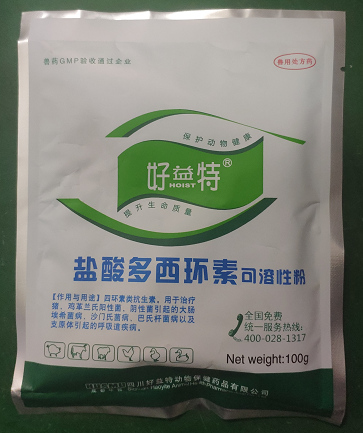 兽药GMP验收通过企业
兽用处方药
保护动物健康
好益特®
HOIST
提升生命质量
盐酸多西环素可溶性粉
【作用与用途】四环素类抗生素。用于治疗
猪、鸡革兰氏阳性菌、阴性菌引起的大肠
埃希菌病、沙门氏菌病、巴氏杆菌病以及
支原体引起的呼吸道疾病。
全国免费
统一服务热线:
400-028-1317
Net weight:100g
四川好益特动物保健药品有限公司